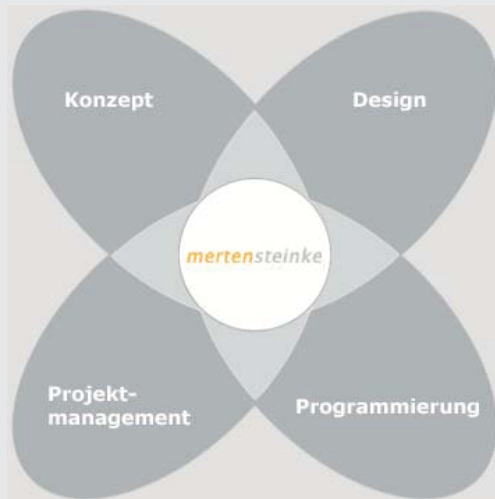 Konzept
Design
mertensteinke
Projekt-
management
Programmierung